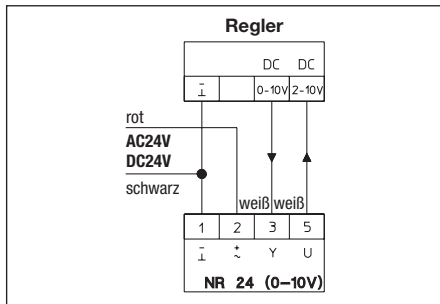 Regler
DC DC
⊥ 0-10V 2-10V
rot
AC24V
DC24V
schwarz
weiß weiß
1 2 3 5
⊥ ~ Y U
NR 24 (0-10V)